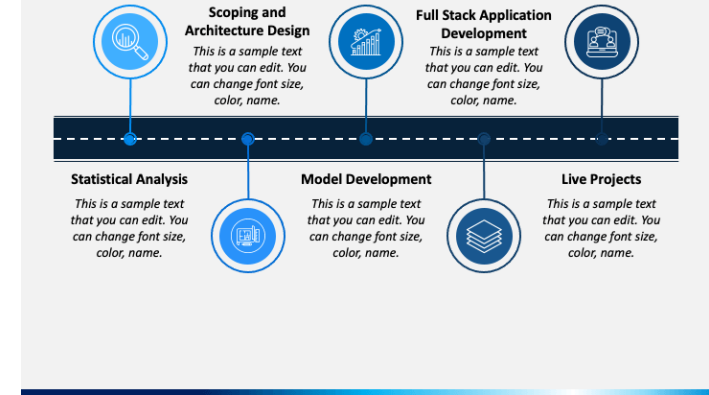 Scoping and
Architecture Design
This is a sample text
that you can edit. You
can change font size,
color, name.
Full Stack Application
Development
This is a sample text
that you can edit. You
can change font size,
color, name.
Statistical Analysis
This is a sample text
that you can edit. You
can change font size,
color, name.
Model Development
This is a sample text
that you can edit. You
can change font size,
color, name.
Live Projects
This is a sample text
that you can edit. You
can change font size,
color, name.